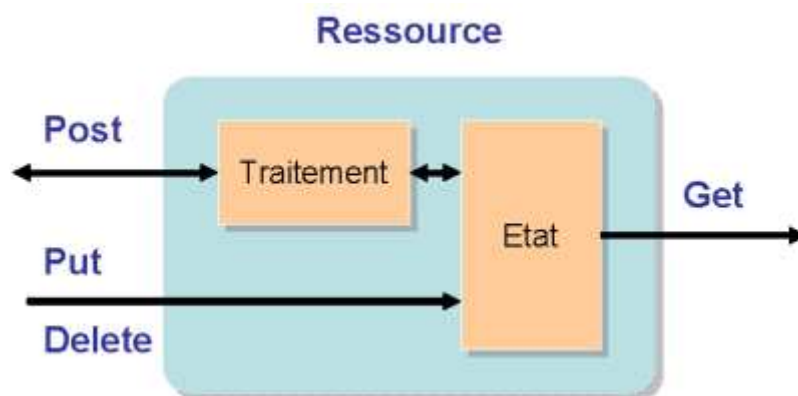 Ressource
Post
Traitement
Get
Etat
Put
Delete